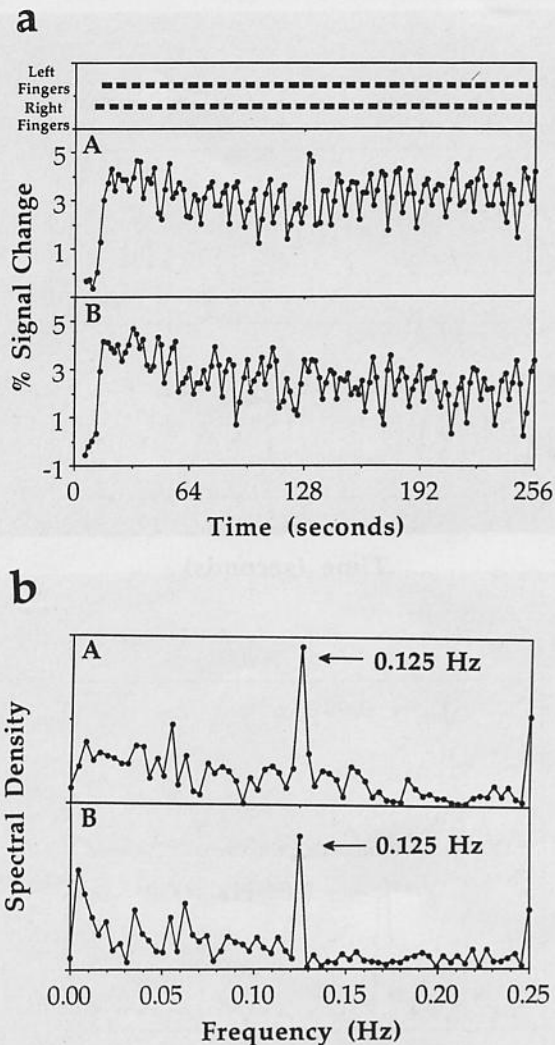 a
Left
Fingers
Right
Fingers
A
5
3
1
% Signal Change
B
5
3
1
-1
0 64 128 192 256
Time (seconds)
b
A
0.125 Hz
Spectral Density
B
0.125 Hz
0.00 0.05 0.10 0.15 0.20 0.25
Frequency (Hz)